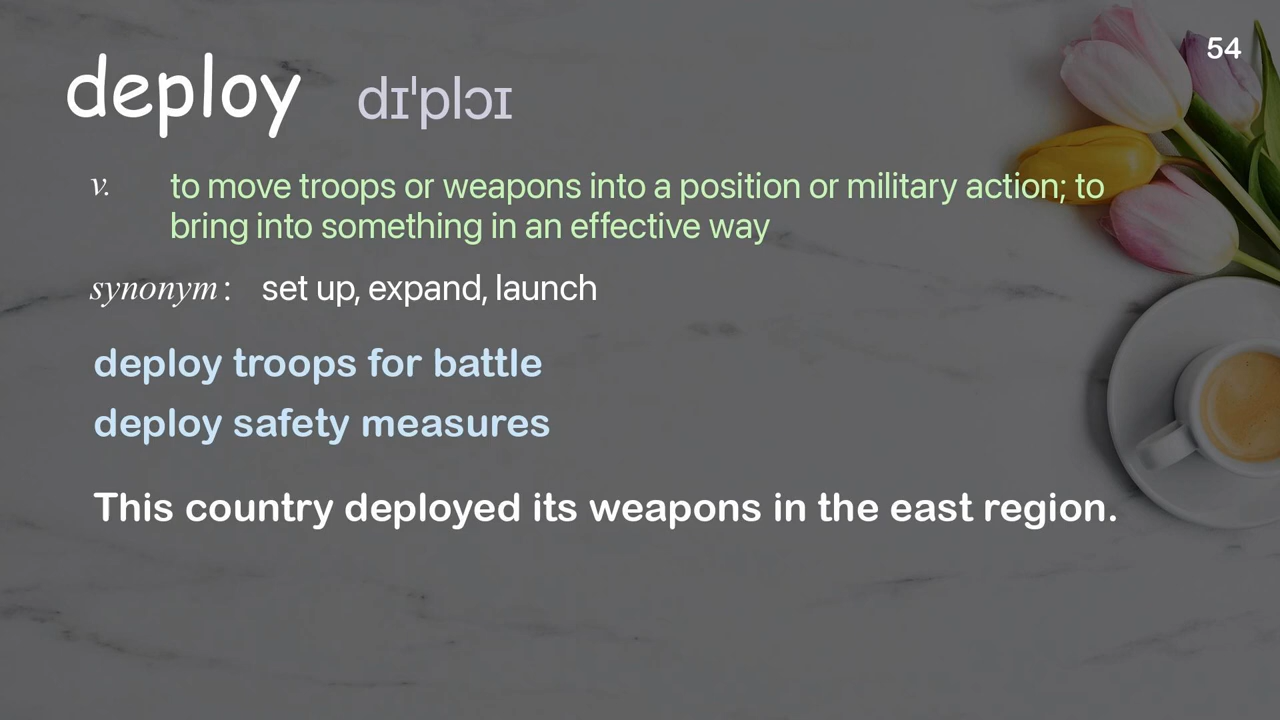 54
deploy dɪˈplɔɪ
v. to move troops or weapons into a position or military action; to
bring into something in an effective way
synonym : set up, expand, launch
deploy troops for battle
deploy safety measures
This country deployed its weapons in the east region.